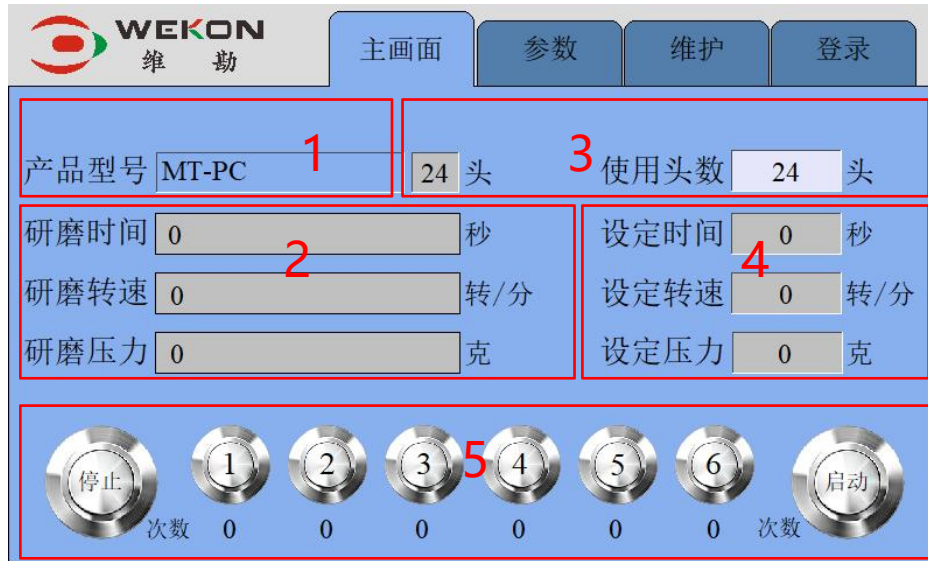 WEKON
维 勘
主画面 参数 维护 登录
1
3
产品型号 MT-PC 24 头 使用头数 24 头
研磨时间 0 秒 设定时间 0 秒
2
4
研磨转速 0 转/分 设定转速 0 转/分
研磨压力 0 克 设定压力 0 克
5
停止 1 2 3 4 5 6 启动
次数 0 0 0 0 0 0 次数